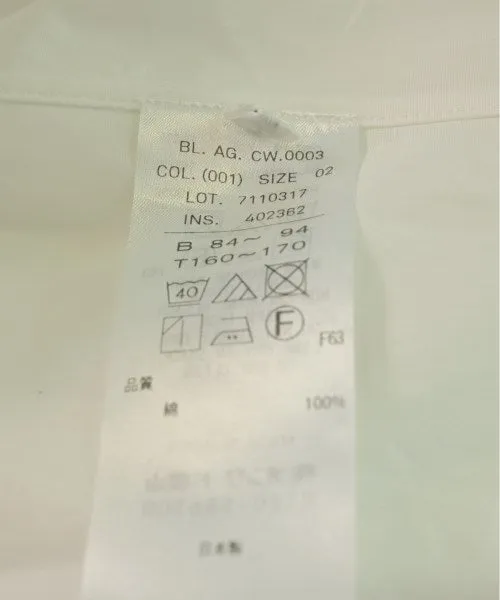 BL. AG. CW.0003
COL. (001) SIZE 02
LOT. 7110317
INS. 402362
B 84～ 94
T160～170
40
F
F63
品質
綿 100%
日本製